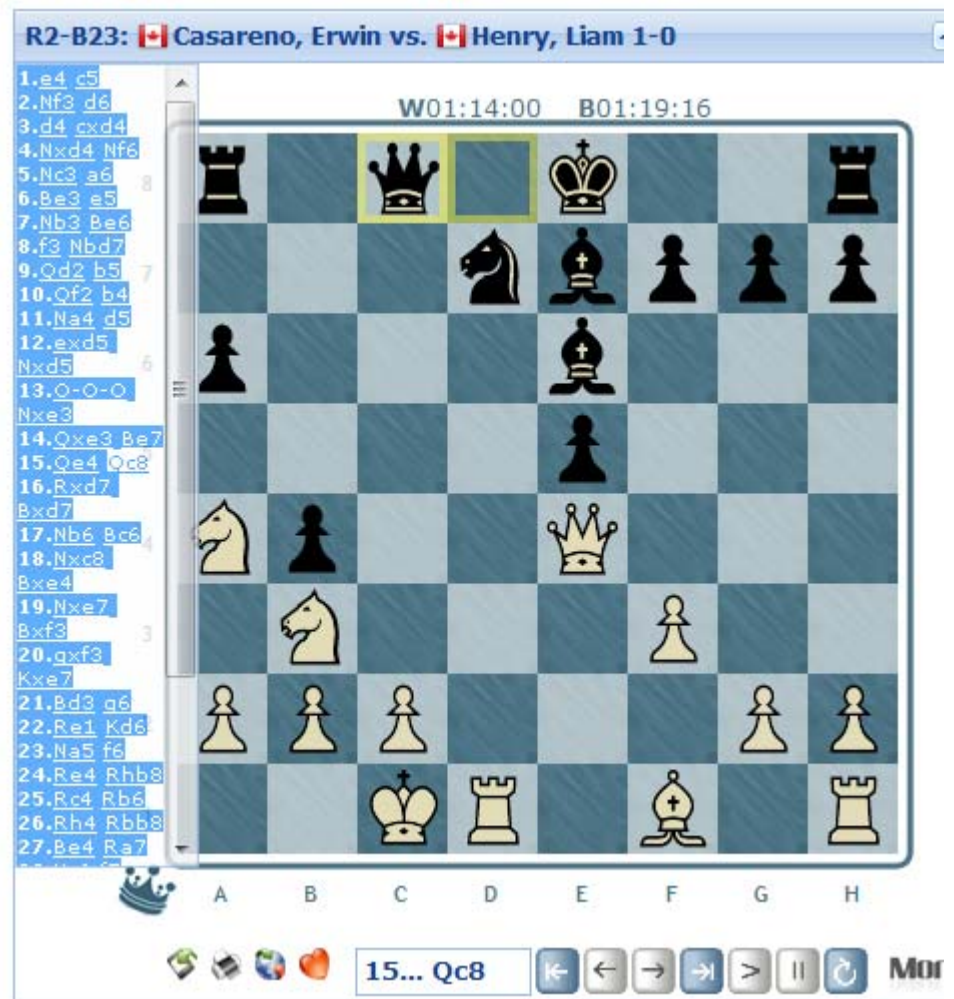 R2-B23: Casareno, Erwin vs. Henry, Liam 1-0
W01:14:00 B01:19:16
1.e4 c5
2.Nf3 d6
3.d4 cxd4
4.Nxd4 Nf6
5.Nc3 a6
6.Be3 e5
7.Nb3 Be6
8.f3 Nbd7
9.Qd2 b5
10.Qf2 b4
11.Na4 d5
12.exd5
Nxd5
13.O-O-O
Nxe3
14.Qxe3 Be7
15.Qe4 Qc8
16.Rxd7
Bxd7
17.Nb6 Bc6
18.Nxc8
Bxe4
19.Nxe7
Bxf3
20.gxf3
Kxe7
21.Bd3 g6
22.Re1 Kd6
23.Na5 f6
24.Re4 Rhb8
25.Rc4 Rb6
26.Rh4 Rbb8
27.Be4 Ra7
8
7
6
4
3
A B C D E F G H
15... Qc8
Mor